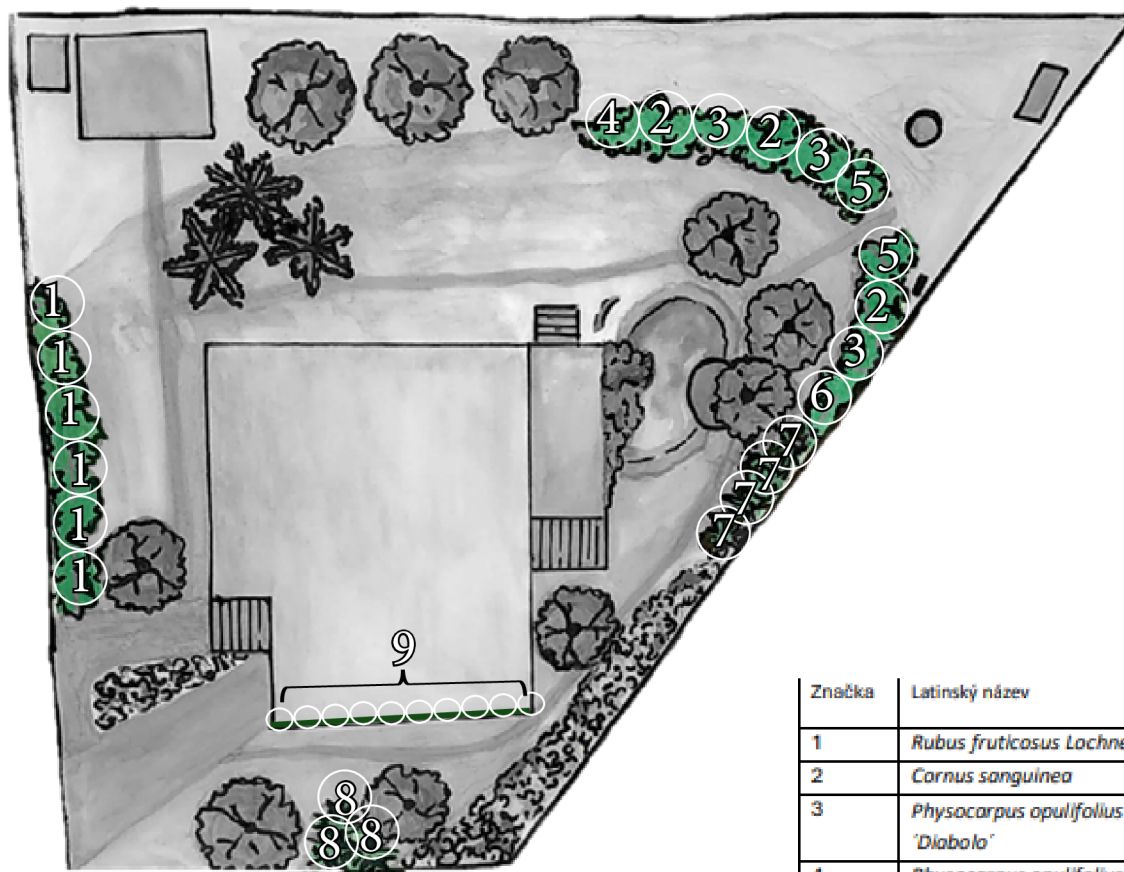 4 2 3 2 3 5
5
1
2
1
3
1
6
7
1
7
7
1
7
1
9
8
8 8
Značka Latinský název
1 Rubus fruticosus Lochne
2 Cornus sanguinea
3 Physocarpus opulifolius
´Diabolo´